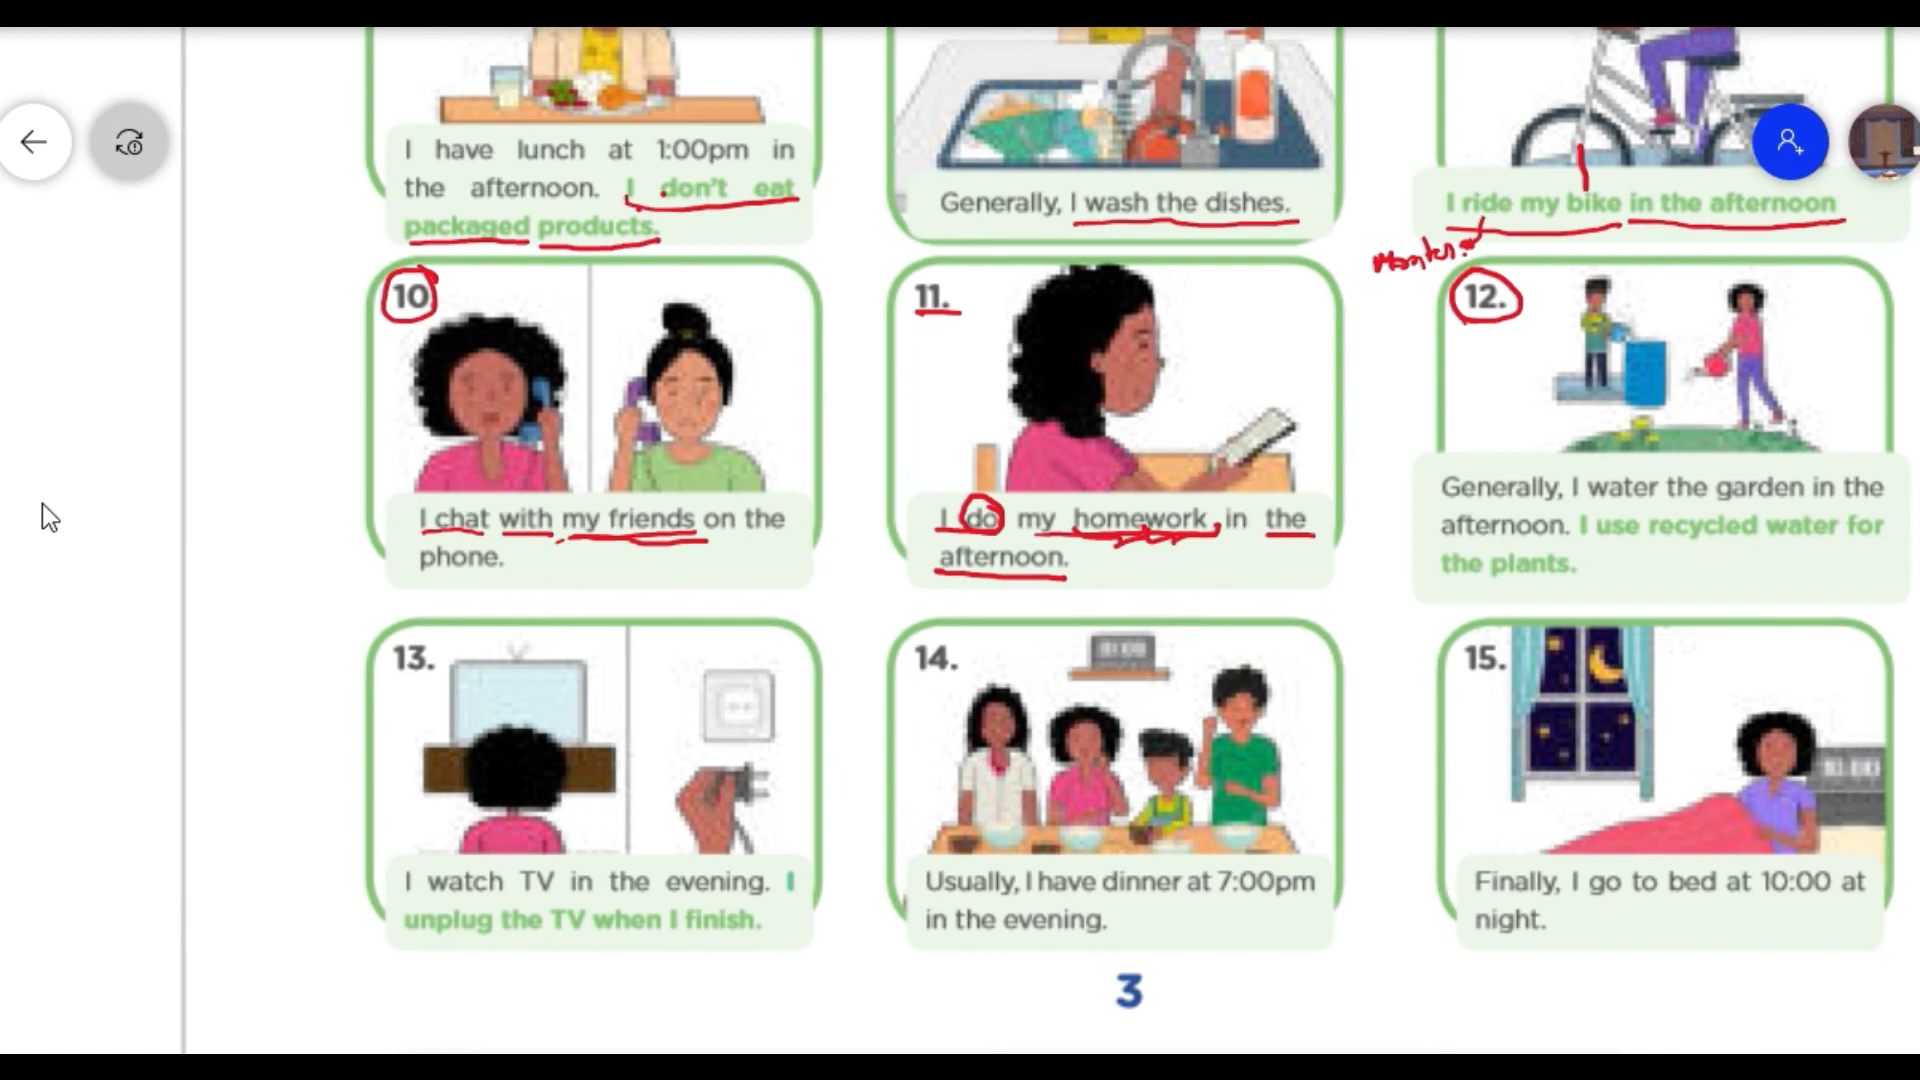 I have lunch at 1:00pm in
the afternoon. I don't eat
packaged products.
Generally, I wash the dishes.
I ride my bike in the afternoon
10
11.
12.
I chat with my friends on the
phone.
I do my homework in the
afternoon.
Generally, I water the garden in the
afternoon. I use recycled water for
the plants.
13.
14.
15.
10:00
I watch TV in the evening. I
unplug the TV when I finish.
Usually, I have dinner at 7:00pm
in the evening.
Finally, I go to bed at 10:00 at
night.
3